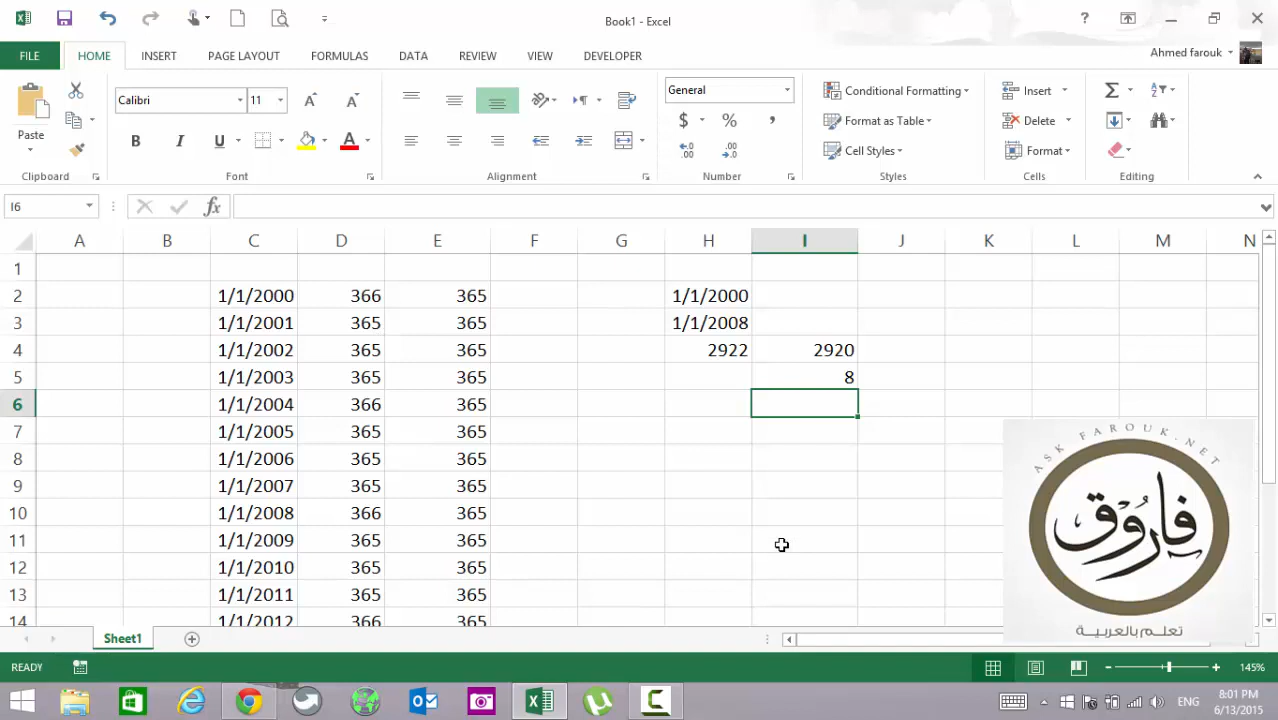 Book1 - Excel
FILE HOME INSERT PAGE LAYOUT FORMULAS DATA REVIEW VIEW DEVELOPER Ahmed farouk
Paste
Calibri 11
B I U
General
$ % ,
Conditional Formatting
Format as Table
Cell Styles
Insert
Delete
Format
Clipboard Font Alignment Number Styles Cells Editing
I6 fx
A B C D E F G H I J K L M N
1
2 1/1/2000 366 365 1/1/2000
3 1/1/2001 365 365 1/1/2008
4 1/1/2002 365 365 2922 2920
5 1/1/2003 365 365 8
6 1/1/2004 366 365
7 1/1/2005 365 365
8 1/1/2006 365 365
9 1/1/2007 365 365
10 1/1/2008 366 365
11 1/1/2009 365 365
12 1/1/2010 365 365
13 1/1/2011 365 365
14 1/1/2012 366 365
ASK FAROUK.NET
فاروق
تعلم بالعربية
Sheet1
READY 145%
ENG 8:01 PM
6/13/2015